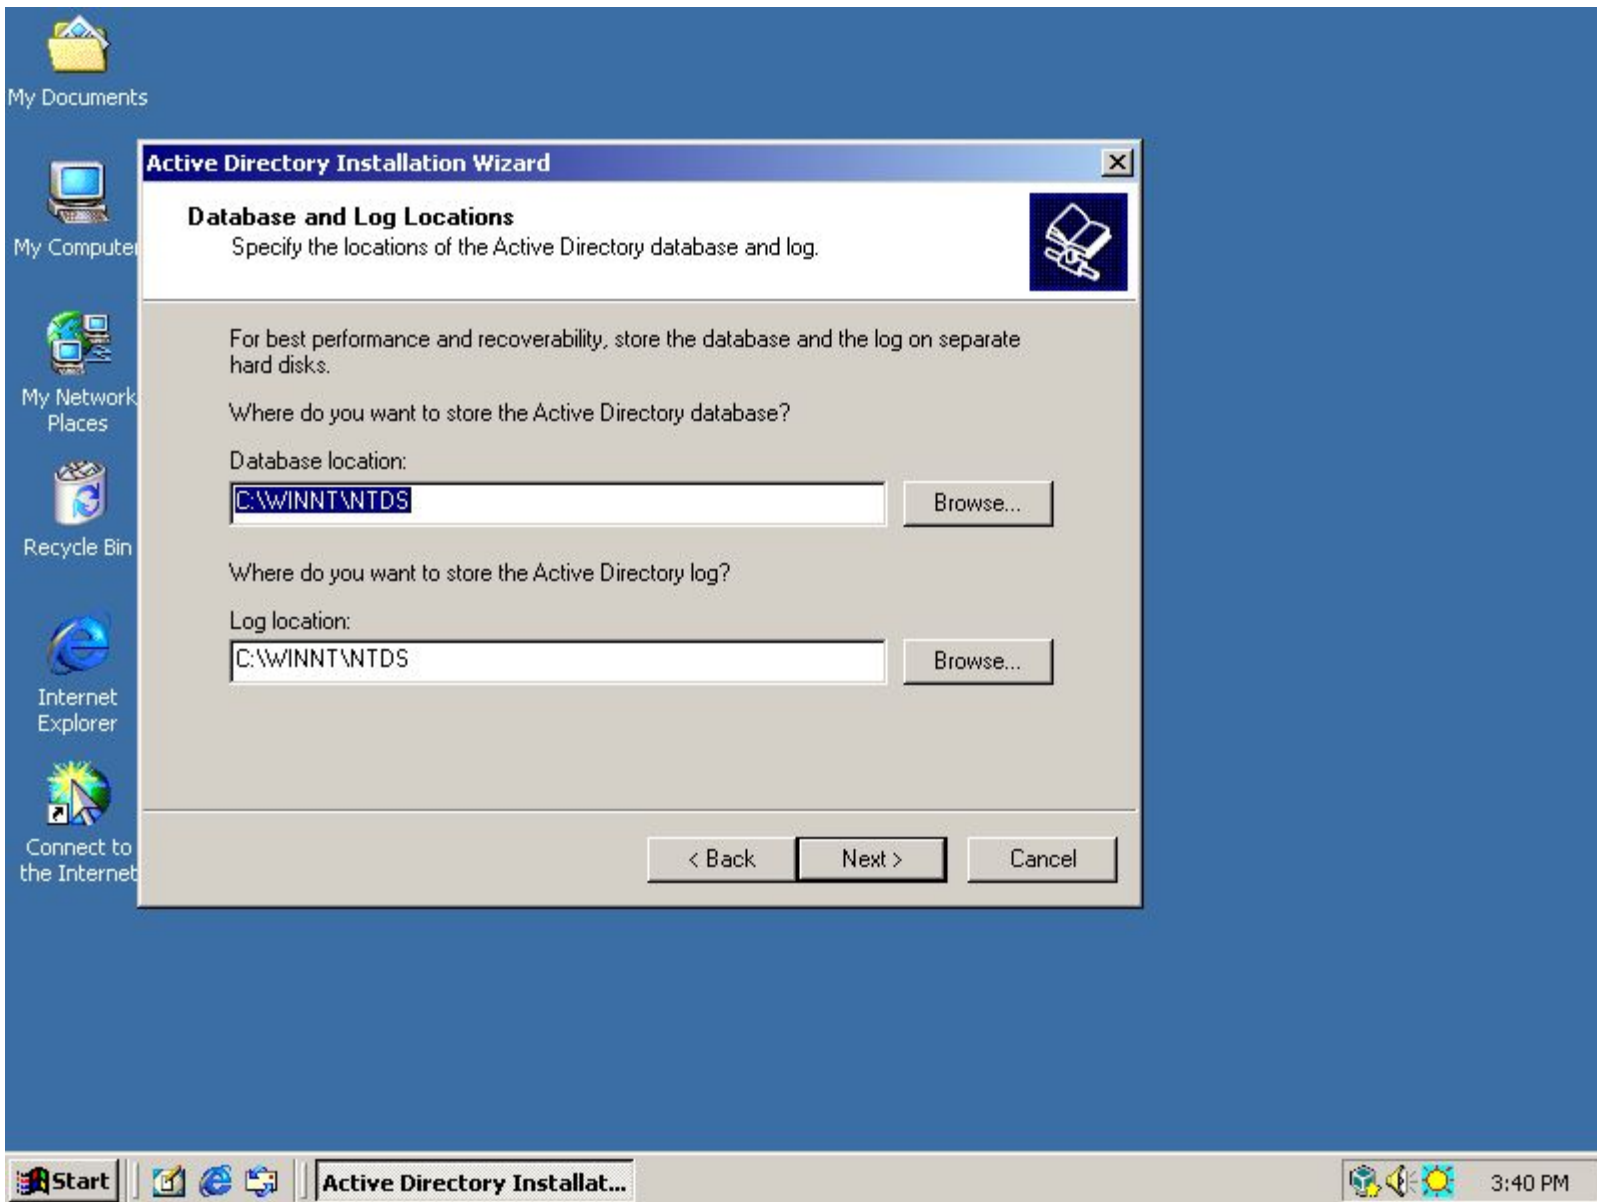 My Documents
My Computer
My Network
Places
Recycle Bin
Internet
Explorer
Connect to
the Internet
Active Directory Installation Wizard
Database and Log Locations
Specify the locations of the Active Directory database and log.
For best performance and recoverability, store the database and the log on separate
hard disks.
Where do you want to store the Active Directory database?
Database location:
C:\WINNT\NTDS
Browse...
Where do you want to store the Active Directory log?
Log location:
C:\WINNT\NTDS
Browse...
< Back
Next >
Cancel
Start
Active Directory Installat...
3:40 PM